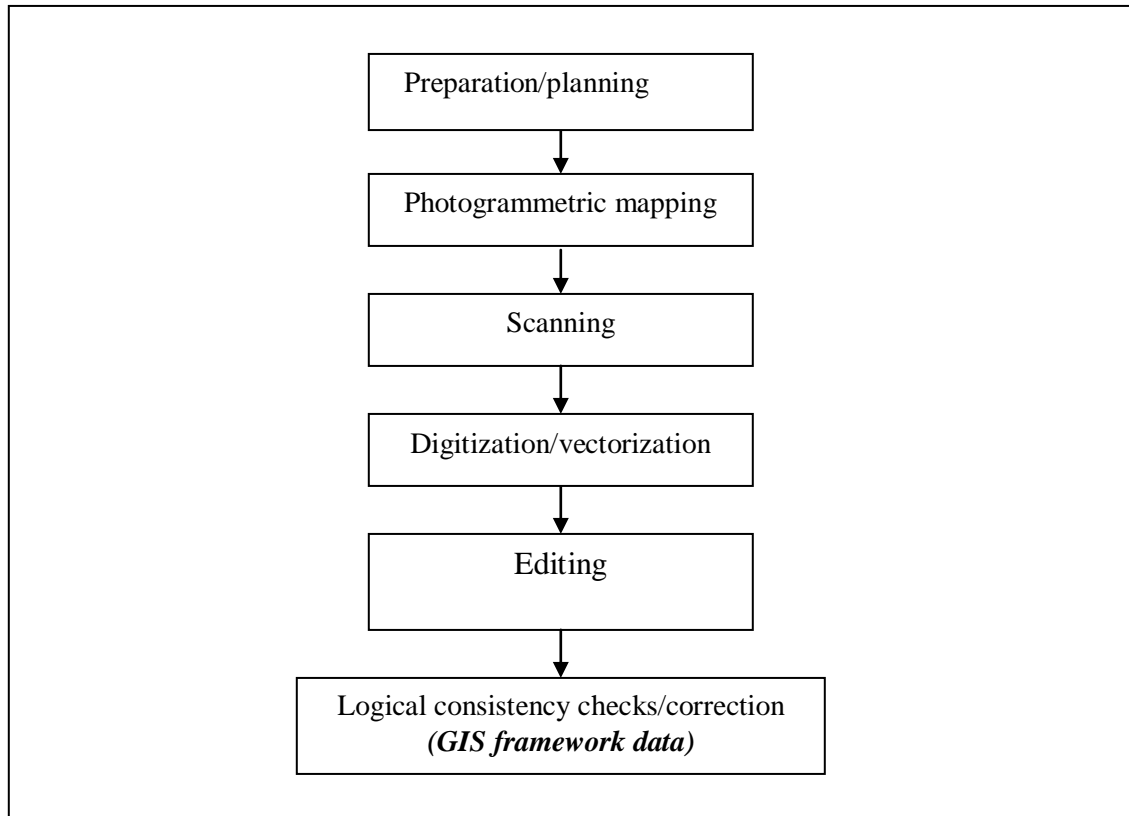 Preparation/planning
Photogrammetric mapping
Scanning
Digitization/vectorization
Editing
Logical consistency checks/correction
(GIS framework data)